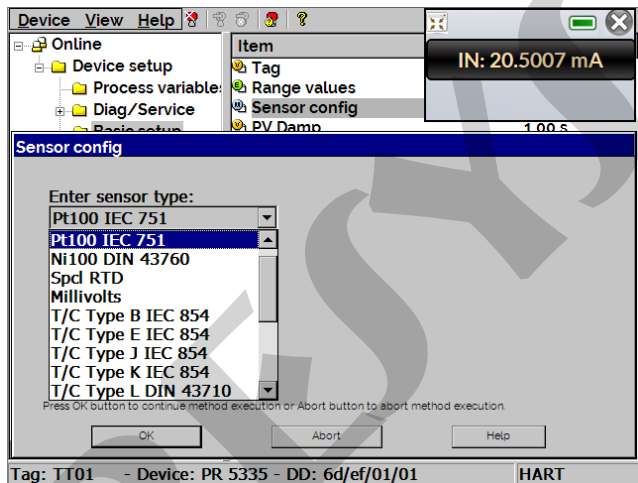 Device View Help
Online
Device setup
Process variable
Diag/Service
Basic setup
Item
Tag
Range values
Sensor config
PV Damp
1.00 s
IN: 20.5007 mA
Sensor config
Enter sensor type:
Pt100 IEC 751
Pt100 IEC 751
Ni100 DIN 43760
Spcl RTD
Millivolts
T/C Type B IEC 854
T/C Type E IEC 854
T/C Type J IEC 854
T/C Type K IEC 854
T/C Type L DIN 43710
Press OK button to continue method execution or Abort button to abort method execution.
OK Abort Help
Tag: TT01 - Device: PR 5335 - DD: 6d/ef/01/01 HART